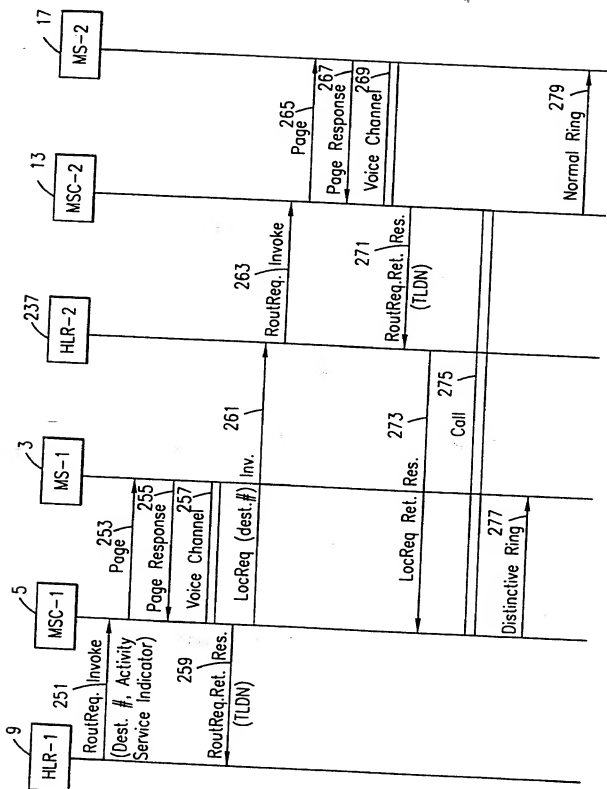 9
HLR-1
5
MSC-1
3
MS-1
237
HLR-2
13
MSC-2
17
MS-2
RoutReq. Invoke
251
(Dest. #, Activity
Service Indicator)
253
Page
Page Response
255
Voice Channel
257
RoutReq.Ret. Res.
259
(TLDN)
LocReq (dest.#) Inv.
261
RoutReq. Invoke
263
265
Page
Page Response
267
Voice Channel
269
RoutReq.Ret. Res.
271
(TLDN)
LocReq Ret. Res.
273
Call
275
Distinctive Ring
277
Normal Ring
279